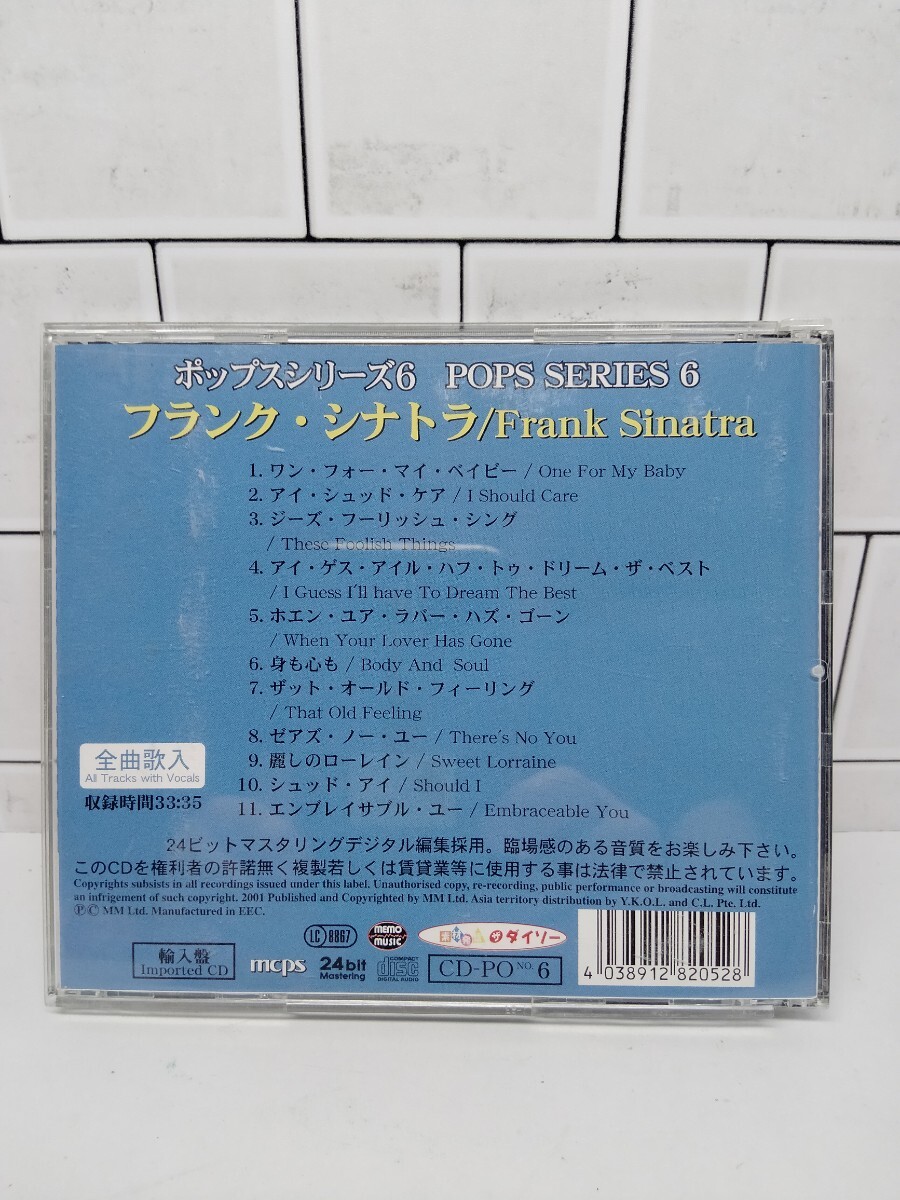 ポップスシリーズ6 POPS SERIES 6
フランク・シナトラ/Frank Sinatra
1. ワン・フォー・マイ・ベイビー / One For My Baby
2. アイ・シュッド・ケア / I Should Care
3. ジーズ・フーリッシュ・シング
/ These Foolish Things
4. アイ・ゲス・アイル・ハフ・トゥ・ドリーム・ザ・ベスト
/ I Guess I'll have To Dream The Best
5. ホエン・ユア・ラバー・ハズ・ゴーン
/ When Your Lover Has Gone
6. 身も心も / Body And Soul
7. ザット・オールド・フィーリング
/ That Old Feeling
8. ゼアズ・ノー・ユー / There's No You
9. 麗しのローレイン / Sweet Lorraine
10. シュッド・アイ / Should I
11. エンブレイサブル・ユー / Embraceable You
全曲歌入
All Tracks with Vocals
収録時間33:35
24ビットマスタリングデジタル編集採用。臨場感のある音質をお楽しみ下さい。
このCDを権利者の許諾無く複製若しくは賃貸業等に使用する事は法律で禁止されています。
Copyrights subsists in all recordings issued under this label. Unauthorised copy, re-recording, public performance or broadcasting will constitute
an infrigement of such copyright. 2001 Published and Copyrighted by MM Ltd. Asia territory distribution by Y.K.O.L. and C.L. Pte. Ltd.
ⓅⒸ MM Ltd. Manufactured in EEC.
輸入盤
Imported CD
mcps
24bit
Mastering
LC 8867
MEMO
MUSIC
COMPACT
disc
DIGITAL AUDIO
ザ ダイソー
CD-PO NO. 6
4 038912 820528